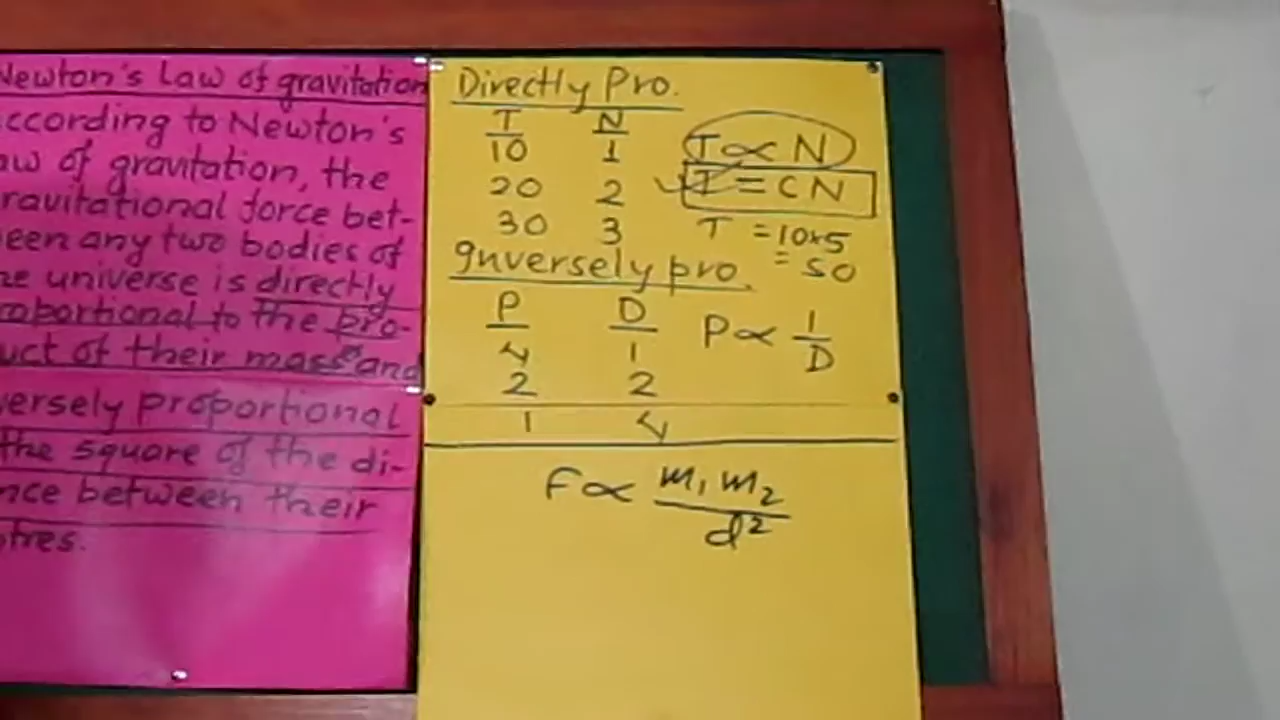 Newton's Law of gravitation
ccording to Newton's
aw of gravitation, the
ravitational force bet-
een any two bodies of
he universe is directly
roportional to the pro-
uct of their mass and
versely proportional
the square of the di-
nce between their
ntres.
Directly Pro.
T N
10 1
20 2
30 3
T ∝ N
T = CN
T = 10×5
= 50
Inversely pro.
P D
4 1
2 2
1 4
P ∝ 1/D
F ∝ m₁ m₂ / d²